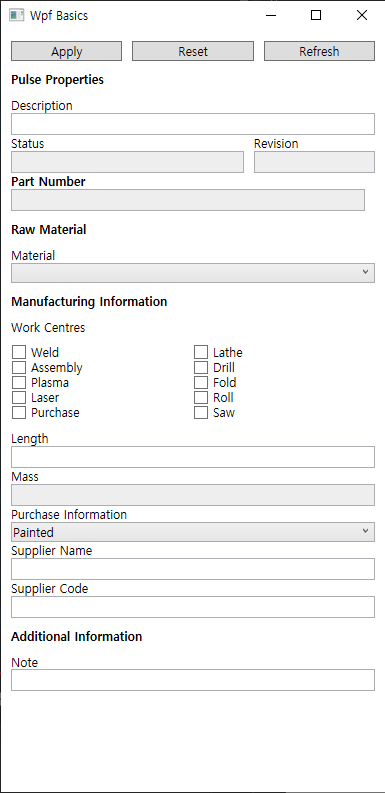 Wpf Basics
Apply Reset Refresh
Pulse Properties
Description
Status Revision
Part Number
Raw Material
Material
Manufacturing Information
Work Centres
Weld Lathe
Assembly Drill
Plasma Fold
Laser Roll
Purchase Saw
Length
Mass
Purchase Information
Painted
Supplier Name
Supplier Code
Additional Information
Note